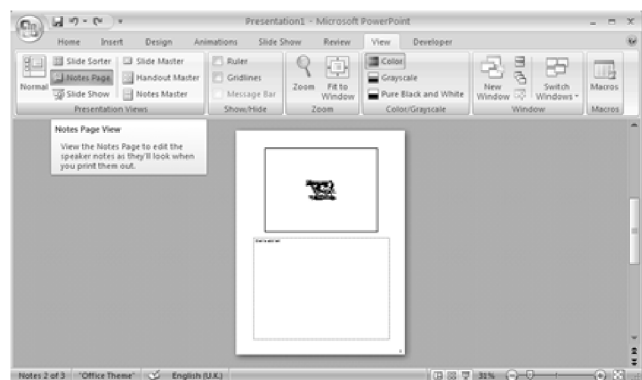 Presentation1 - Microsoft PowerPoint
Home Insert Design Animations Slide Show Review View Developer
Normal
Slide Sorter
Notes Page
Slide Show
Slide Master
Handout Master
Notes Master
Presentation Views
Ruler
Gridlines
Message Bar
Show/Hide
Zoom
Fit to
Window
Zoom
Color
Grayscale
Pure Black and White
Color/Grayscale
New
Window
Switch
Windows
Window
Macros
Macros
Notes Page View
View the Notes Page to edit the
speaker notes as they'll look when
you print them out.
Notes 2 of 3 "Office Theme" English (U.K.) 31%